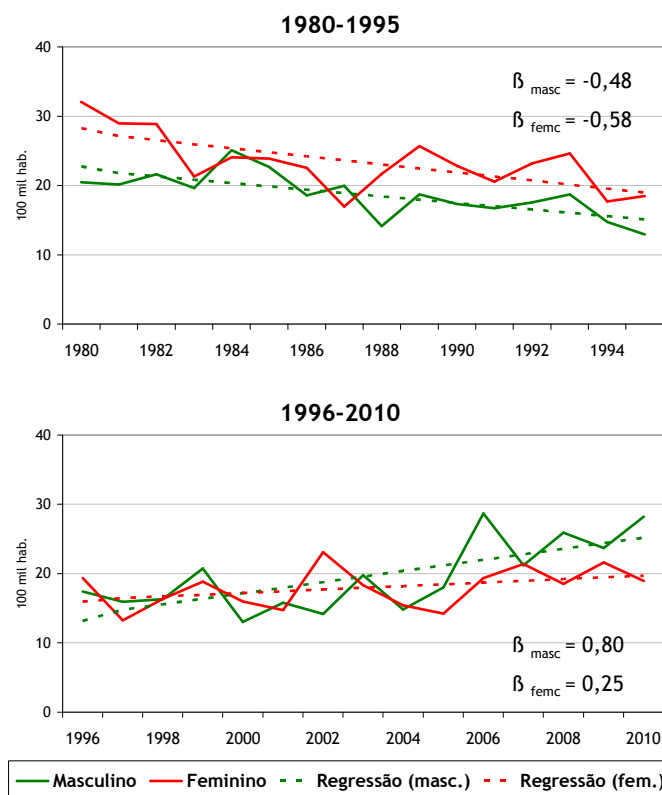 1980-1995
40
ß masc = -0,48
30
ß femc = -0,58
100 mil hab.
20
10
0
1980 1982 1984 1986 1988 1990 1992 1994
1996-2010
40
30
100 mil hab.
20
10
ß masc = 0,80
ß femc = 0,25
0
1996 1998 2000 2002 2004 2006 2008 2010
Masculino Feminino Regressão (masc.) Regressão (fem.)